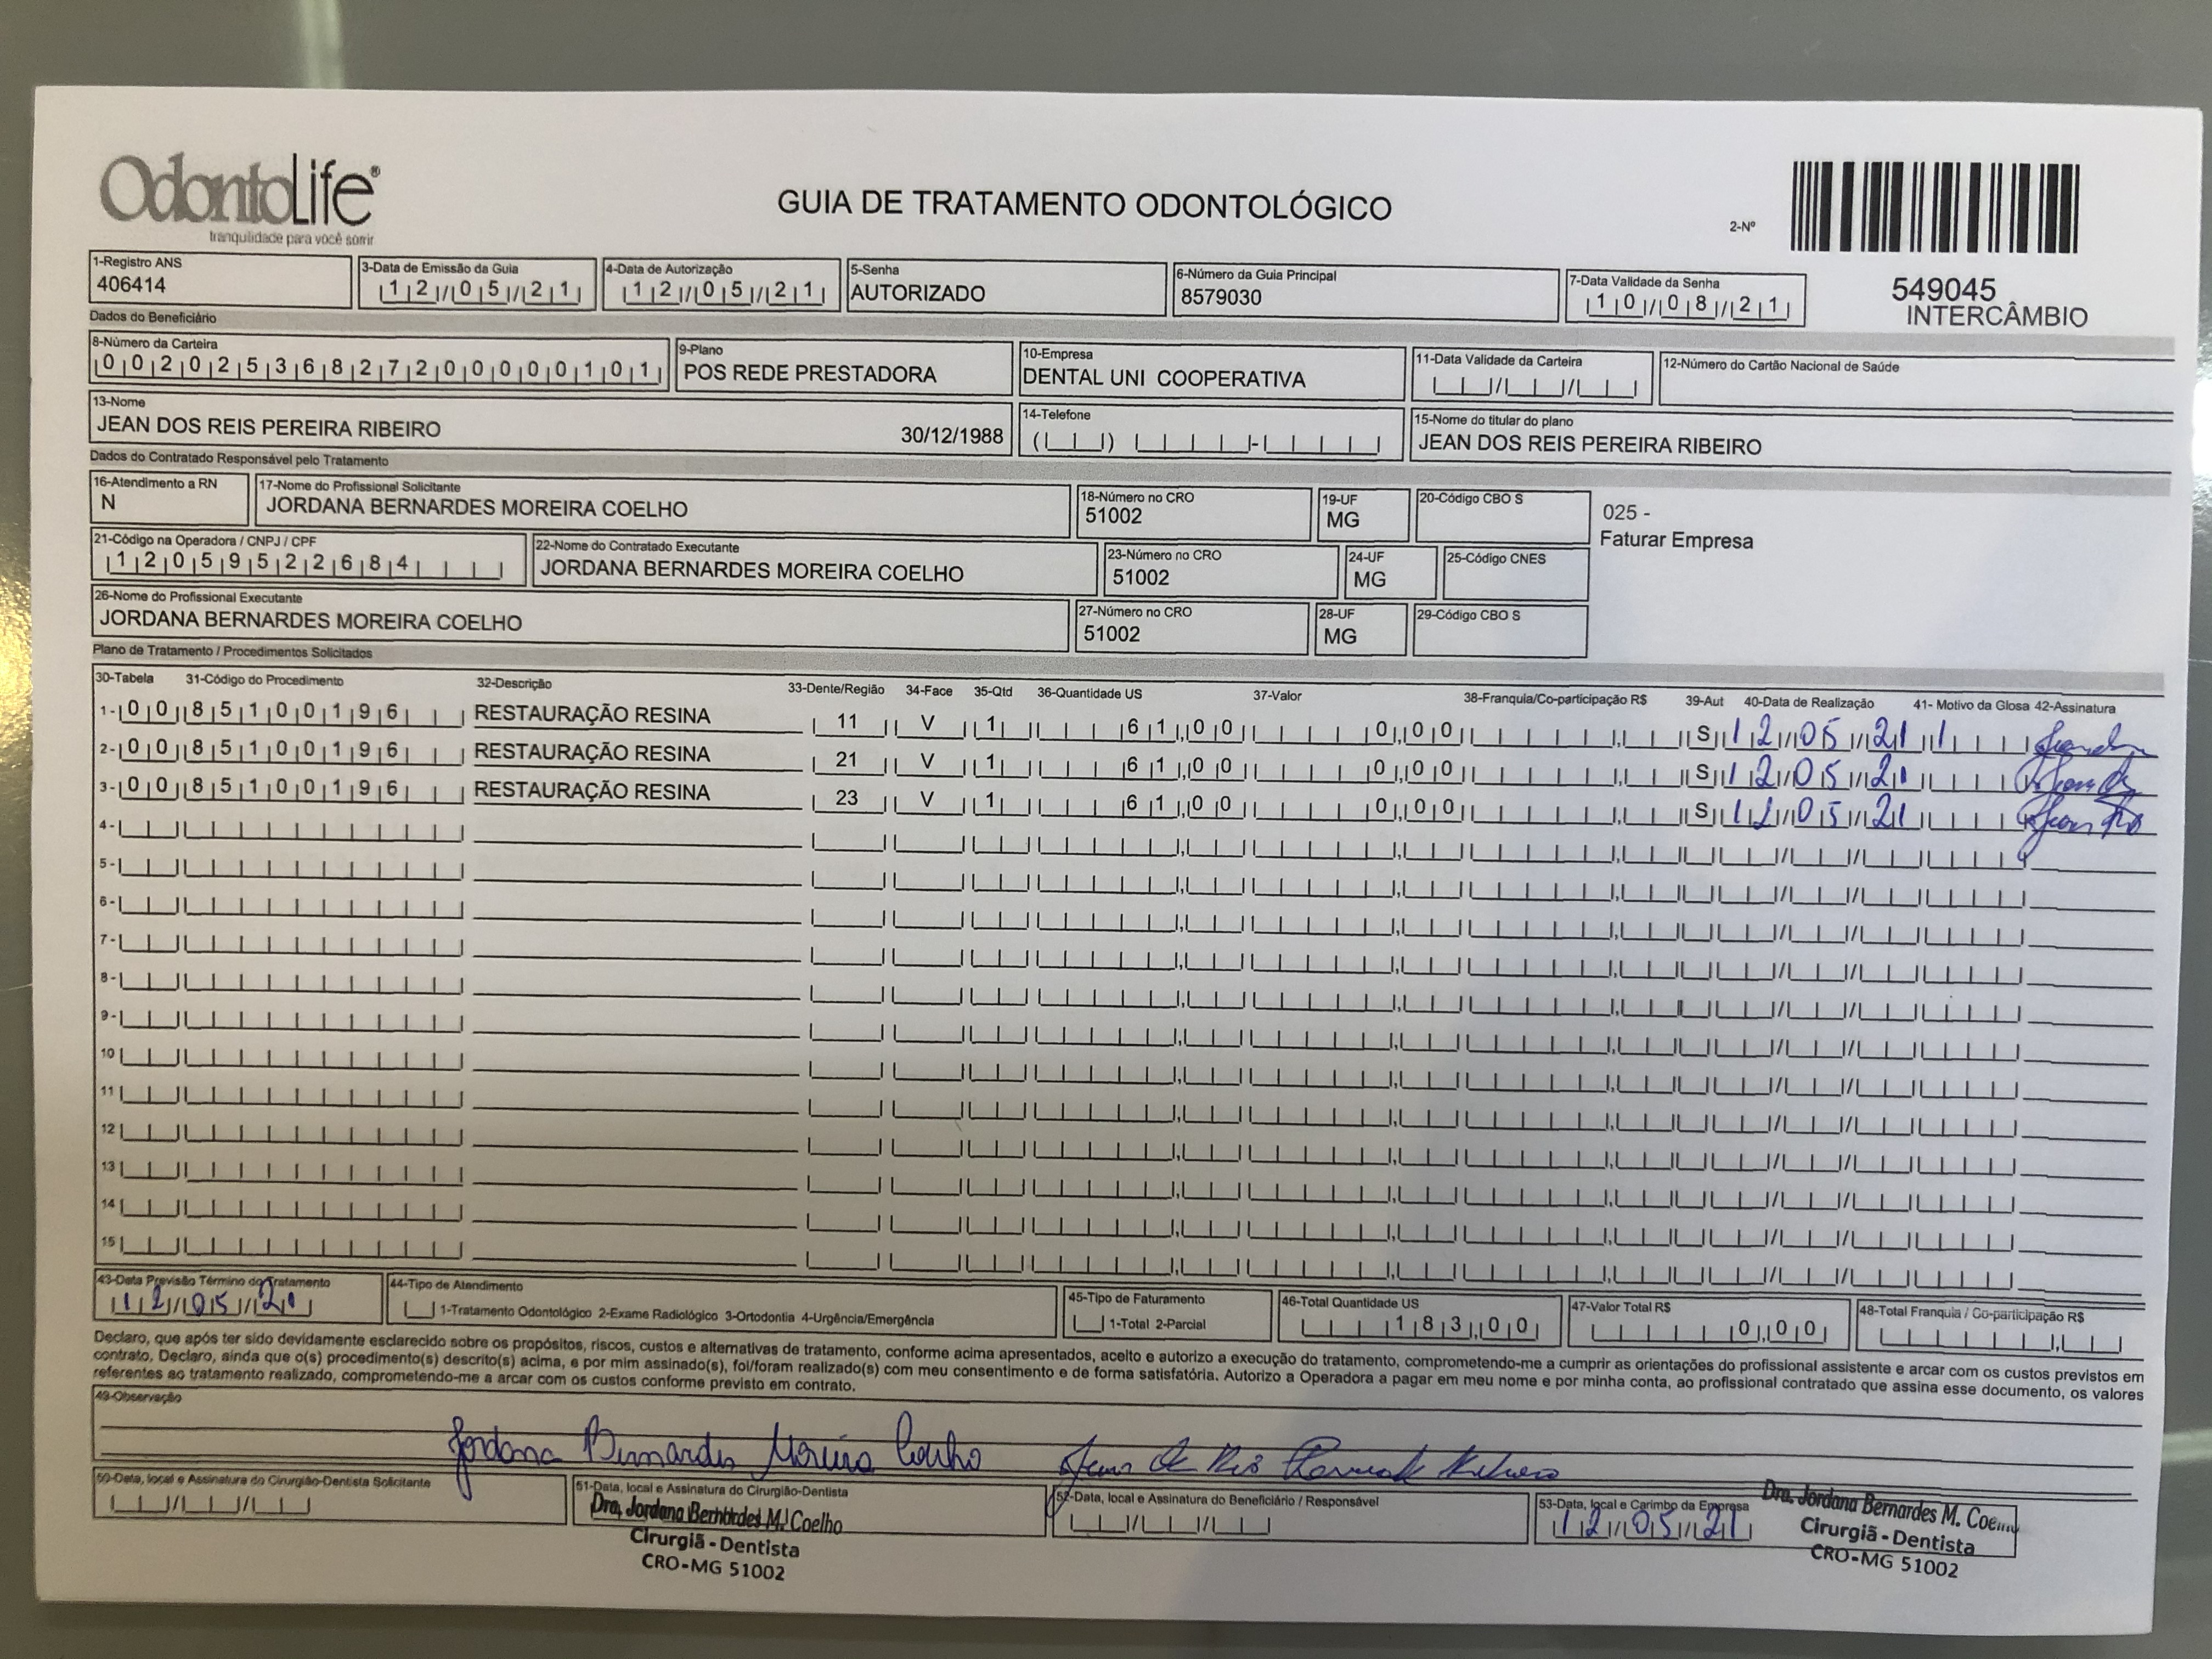 OdontoLife®
tranquilidade para você sorrir
GUIA DE TRATAMENTO ODONTOLÓGICO
2-Nº
549045
INTERCÂMBIO
1-Registro ANS
406414
3-Data de Emissão da Guia
12/05/21
4-Data de Autorização
12/05/21
5-Senha
AUTORIZADO
6-Número da Guia Principal
8579030
7-Data Validade da Senha
10/08/21
Dados do Beneficiário
8-Número da Carteira
00202536827200000101
9-Plano
POS REDE PRESTADORA
10-Empresa
DENTAL UNI COOPERATIVA
11-Data Validade da Carteira
12-Número do Cartão Nacional de Saúde
13-Nome
JEAN DOS REIS PEREIRA RIBEIRO 30/12/1988
14-Telefone
15-Nome do titular do plano
JEAN DOS REIS PEREIRA RIBEIRO
Dados do Contratado Responsável pelo Tratamento
16-Atendimento a RN
N
17-Nome do Profissional Solicitante
JORDANA BERNARDES MOREIRA COELHO
18-Número no CRO
51002
19-UF
MG
20-Código CBO S
025 -
Faturar Empresa
21-Código na Operadora / CNPJ / CPF
12059522684
22-Nome do Contratado Executante
JORDANA BERNARDES MOREIRA COELHO
23-Número no CRO
51002
24-UF
MG
25-Código CNES
26-Nome do Profissional Executante
JORDANA BERNARDES MOREIRA COELHO
27-Número no CRO
51002
28-UF
MG
29-Código CBO S
Plano de Tratamento / Procedimentos Solicitados
30-Tabela 31-Código do Procedimento 32-Descrição 33-Dente/Região 34-Face 35-Qtd 36-Quantidade US 37-Valor 38-Franquia/Co-participação R$ 39-Aut 40-Data de Realização 41- Motivo da Glosa 42-Assinatura
1- 00 85100196 RESTAURAÇÃO RESINA 11 V 1 61,00 0,00 S 12/05/21
2- 00 85100196 RESTAURAÇÃO RESINA 21 V 1 61,00 0,00 S 12/05/21
3- 00 85100196 RESTAURAÇÃO RESINA 23 V 1 61,00 0,00 S 12/05/21
4-
5-
6-
7-
8-
9-
10
11
12
13
14
15
43-Data Previsão Término do Tratamento
12/05/21
44-Tipo de Atendimento
1-Tratamento Odontológico 2-Exame Radiológico 3-Ortodontia 4-Urgência/Emergência
45-Tipo de Faturamento
1-Total 2-Parcial
46-Total Quantidade US
183,00
47-Valor Total R$
0,00
48-Total Franquia / Co-participação R$
Declaro, que após ter sido devidamente esclarecido sobre os propósitos, riscos, custos e alternativas de tratamento, conforme acima apresentados, aceito e autorizo a execução do tratamento, comprometendo-me a cumprir as orientações do profissional assistente e arcar com os custos previstos em
contrato. Declaro, ainda que o(s) procedimento(s) descrito(s) acima, e por mim assinado(s), foi/foram realizado(s) com meu consentimento e de forma satisfatória. Autorizo a Operadora a pagar em meu nome e por minha conta, ao profissional contratado que assina esse documento, os valores
referentes ao tratamento realizado, comprometendo-me a arcar com os custos conforme previsto em contrato.
49-Observação
Jordana Bernardes Moreira Coelho
50-Data, local e Assinatura do Cirurgião-Dentista Solicitante
51-Data, local e Assinatura do Cirurgião-Dentista
Dra. Jordana Bernardes M. Coelho
Cirurgiã - Dentista
CRO-MG 51002
52-Data, local e Assinatura do Beneficiário / Responsável
53-Data, local e Carimbo da Empresa
12/05/21
Dra. Jordana Bernardes M. Coelho
Cirurgiã - Dentista
CRO-MG 51002